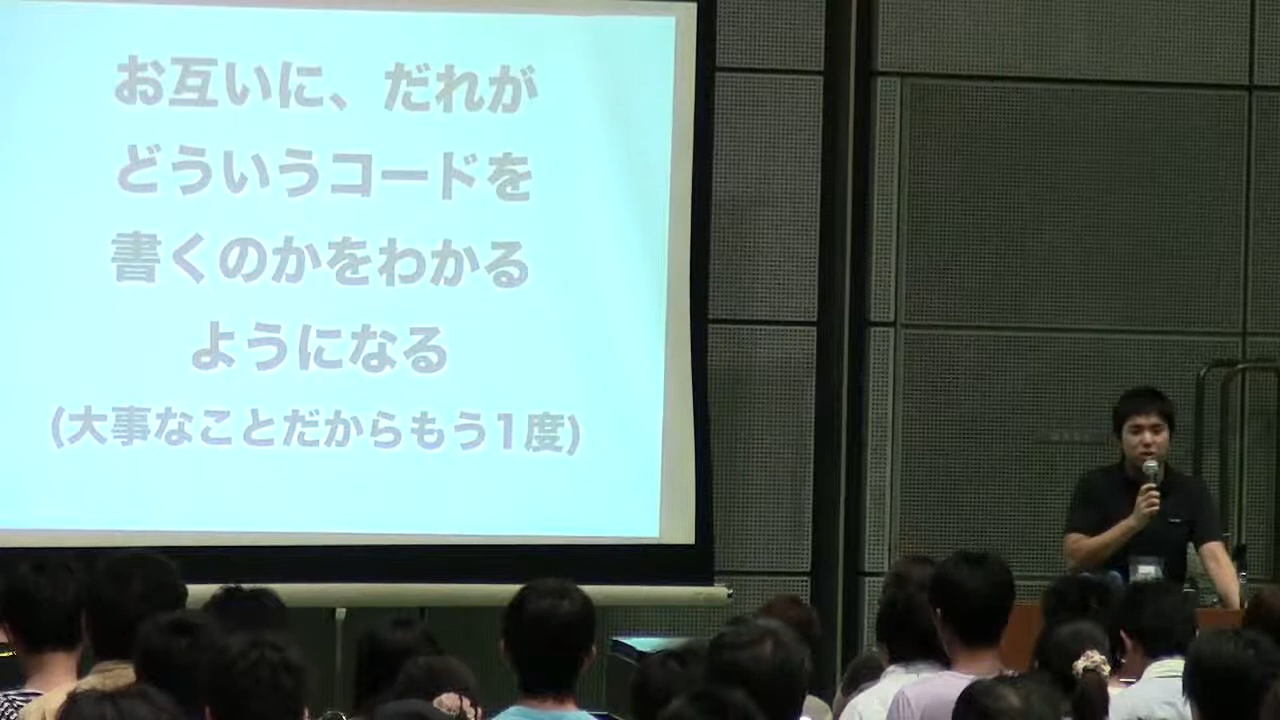 お互いに、だれが
どういうコードを
書くのかをわかる
ようになる
(大事なことだからもう1度)